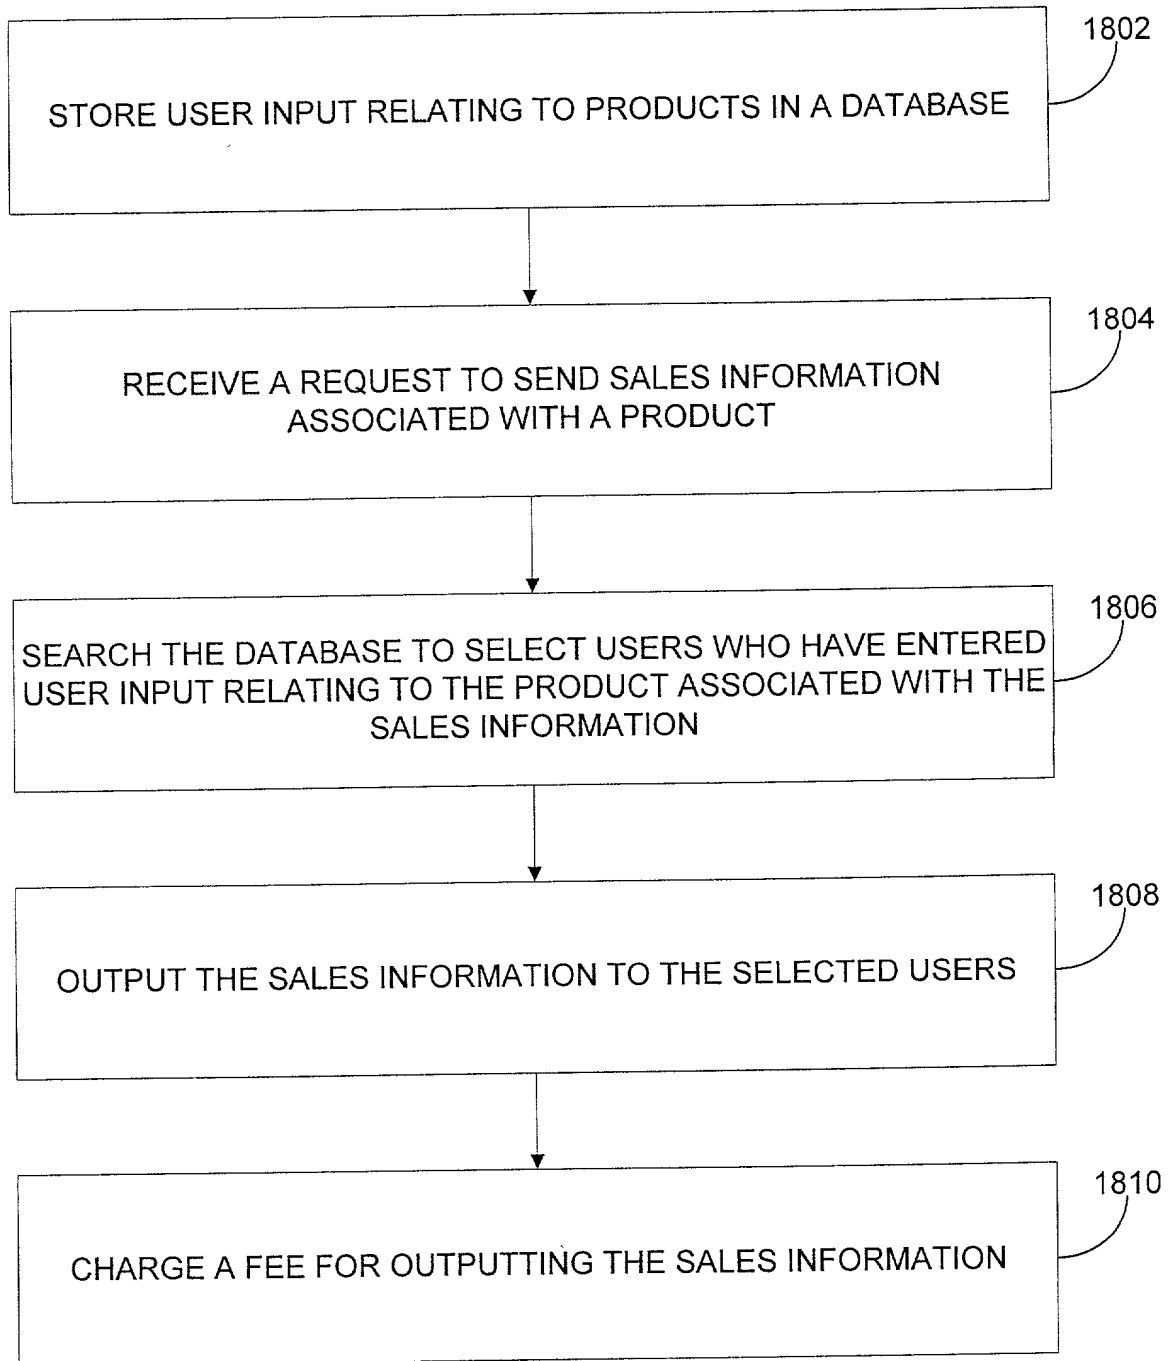 1802
STORE USER INPUT RELATING TO PRODUCTS IN A DATABASE
1804
RECEIVE A REQUEST TO SEND SALES INFORMATION
ASSOCIATED WITH A PRODUCT
1806
SEARCH THE DATABASE TO SELECT USERS WHO HAVE ENTERED
USER INPUT RELATING TO THE PRODUCT ASSOCIATED WITH THE
SALES INFORMATION
1808
OUTPUT THE SALES INFORMATION TO THE SELECTED USERS
1810
CHARGE A FEE FOR OUTPUTTING THE SALES INFORMATION